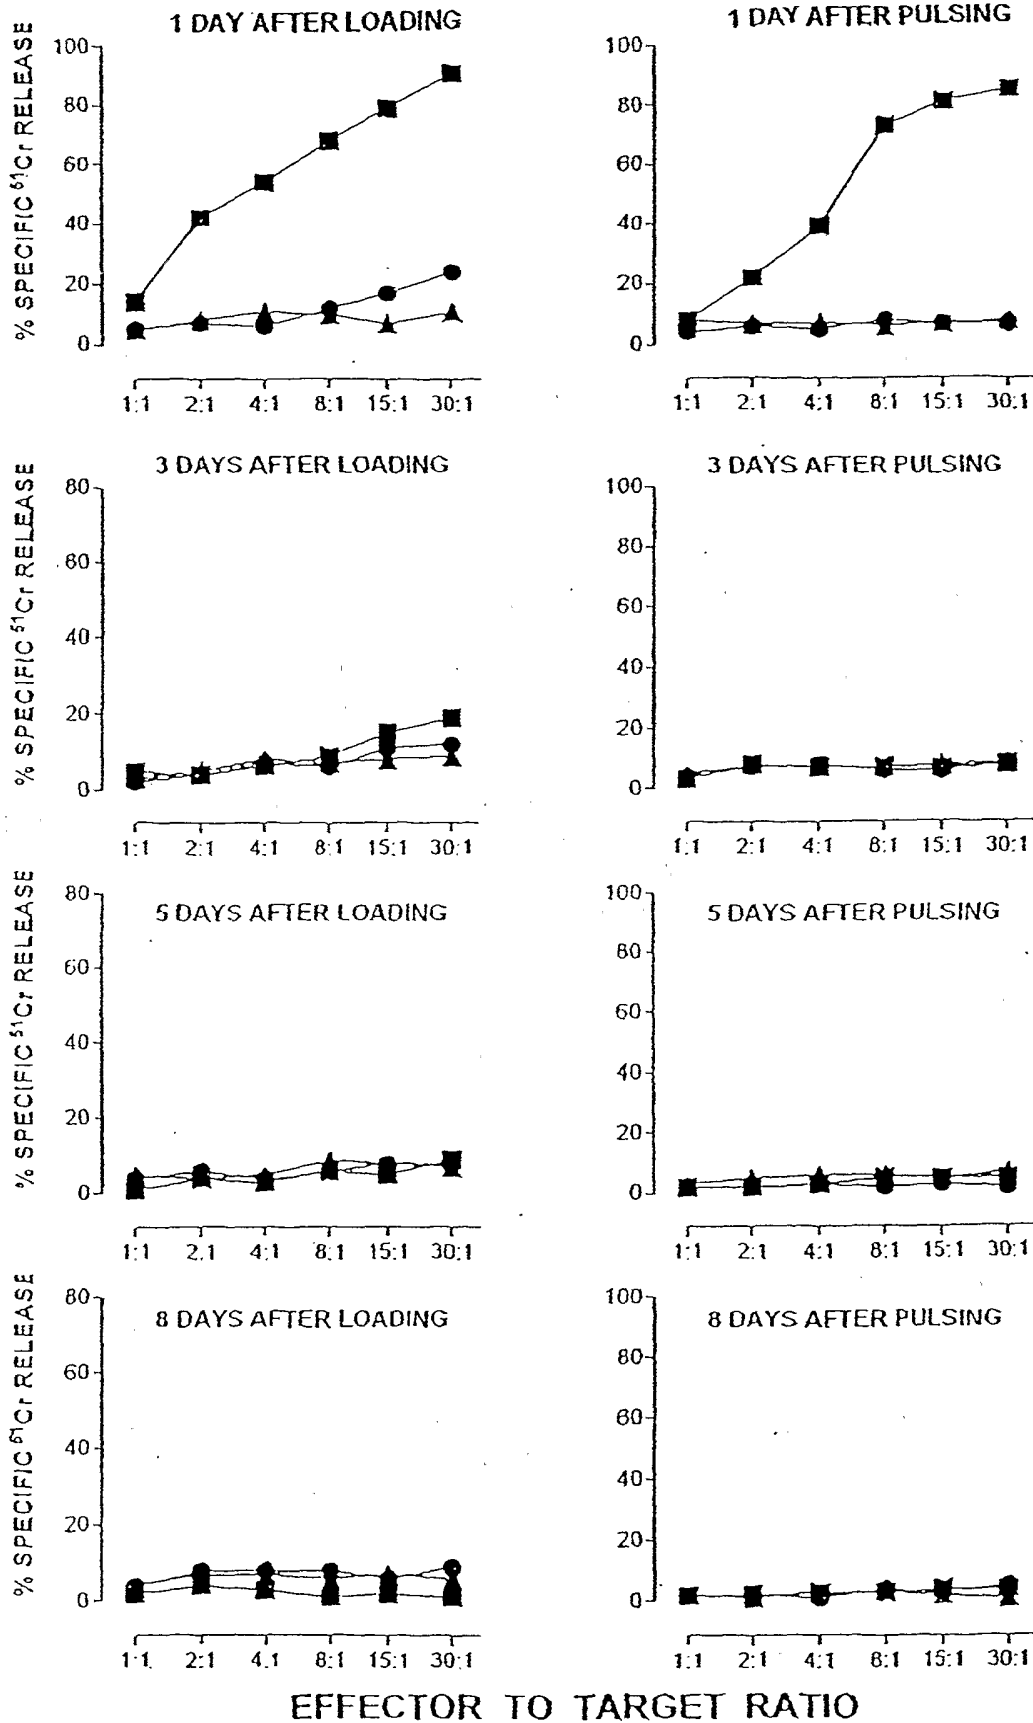 1 DAY AFTER LOADING
% SPECIFIC ⁵¹Cr RELEASE
100
80
60
40
20
0
1:1 2:1 4:1 8:1 15:1 30:1
1 DAY AFTER PULSING
100
80
60
40
20
0
1:1 2:1 4:1 8:1 15:1 30:1
3 DAYS AFTER LOADING
% SPECIFIC ⁵¹Cr RELEASE
80
60
40
20
0
1:1 2:1 4:1 8:1 15:1 30:1
3 DAYS AFTER PULSING
100
80
60
40
20
0
1:1 2:1 4:1 8:1 15:1 30:1
5 DAYS AFTER LOADING
% SPECIFIC ⁵¹Cr RELEASE
80
60
40
20
0
1:1 2:1 4:1 8:1 15:1 30:1
5 DAYS AFTER PULSING
100
80
60
40
20
0
1:1 2:1 4:1 8:1 15:1 30:1
8 DAYS AFTER LOADING
% SPECIFIC ⁵¹Cr RELEASE
80
60
40
20
0
1:1 2:1 4:1 8:1 15:1 30:1
8 DAYS AFTER PULSING
100
80
60
40
20
0
1:1 2:1 4:1 8:1 15:1 30:1
EFFECTOR TO TARGET RATIO